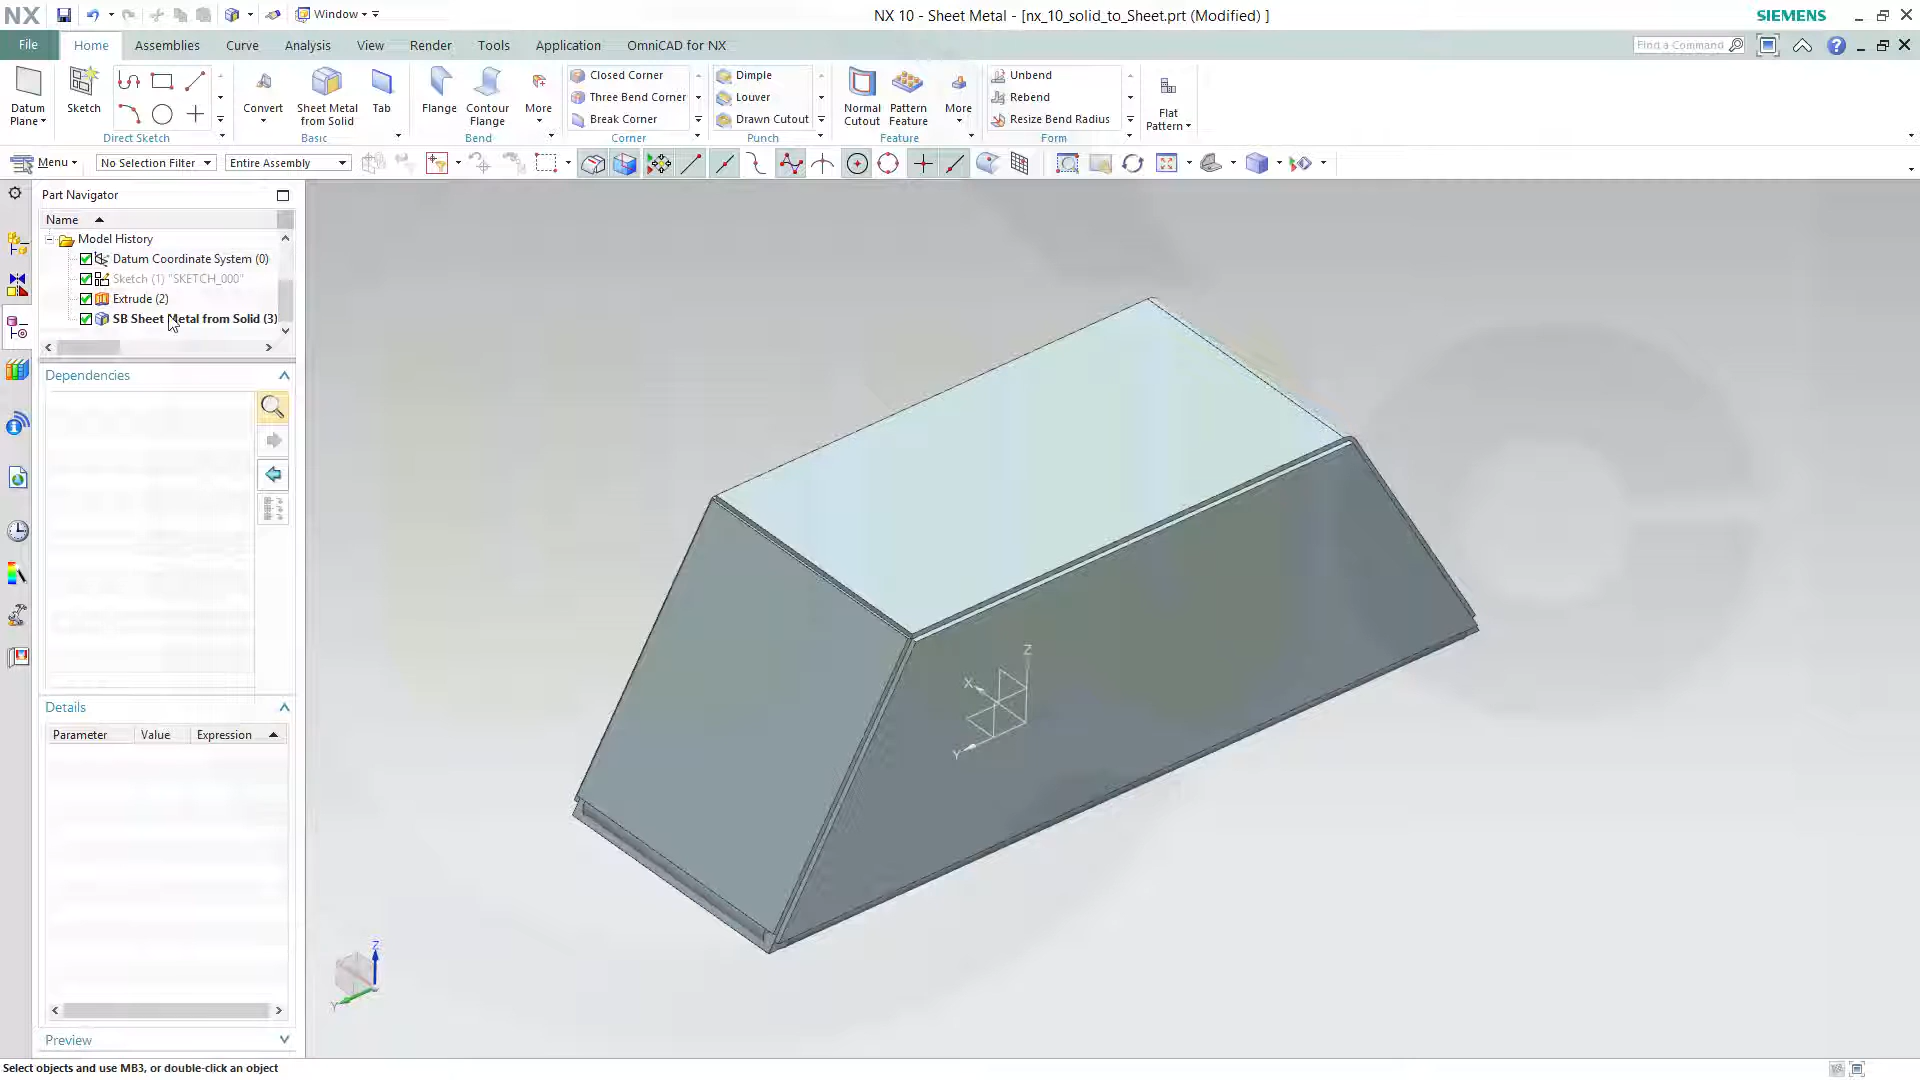 NX
Window
NX 10 - Sheet Metal - [nx_10_solid_to_Sheet.prt (Modified) ]
SIEMENS
File
Home
Assemblies
Curve
Analysis
View
Render
Tools
Application
OmniCAD for NX
Find a Command
Datum Plane
Sketch
Direct Sketch
Convert
Sheet Metal from Solid
Tab
Basic
Flange
Contour Flange
More
Bend
Closed Corner
Three Bend Corner
Break Corner
Corner
Dimple
Louver
Drawn Cutout
Punch
Normal Cutout
Pattern Feature
More
Feature
Unbend
Rebend
Resize Bend Radius
Form
Flat Pattern
Menu
No Selection Filter
Entire Assembly
Part Navigator
Name
Model History
Datum Coordinate System (0)
Sketch (1) "SKETCH_000"
Extrude (2)
SB Sheet Metal from Solid (3)
Dependencies
Details
Parameter Value Expression
Preview
Z
X
Y
Z
Y
Select objects and use MB3, or double-click an object